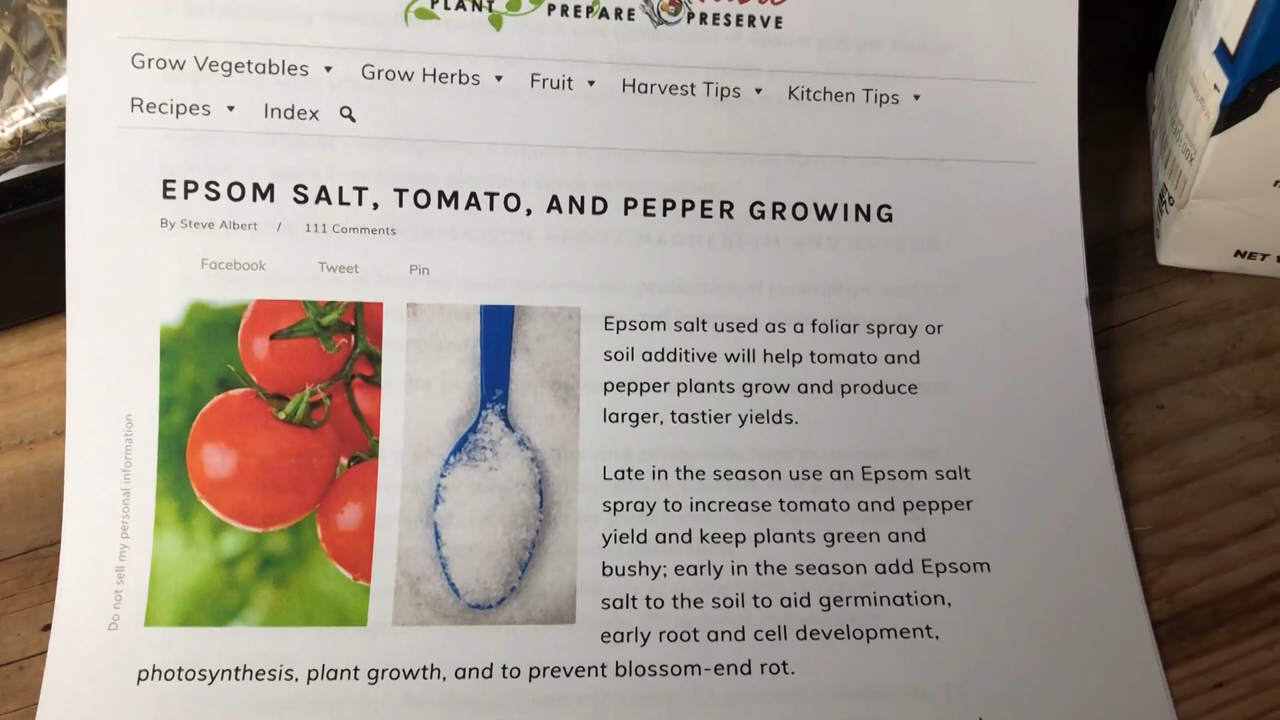 PLANT PREPARE PRESERVE
Grow Vegetables ▾ Grow Herbs ▾ Fruit ▾ Harvest Tips ▾ Kitchen Tips ▾
Recipes ▾ Index
EPSOM SALT, TOMATO, AND PEPPER GROWING
By Steve Albert / 111 Comments
Facebook Tweet Pin
Epsom salt used as a foliar spray or
soil additive will help tomato and
pepper plants grow and produce
larger, tastier yields.
Late in the season use an Epsom salt
spray to increase tomato and pepper
yield and keep plants green and
bushy; early in the season add Epsom
salt to the soil to aid germination,
early root and cell development,
photosynthesis, plant growth, and to prevent blossom-end rot.
Do not sell my personal information
NET